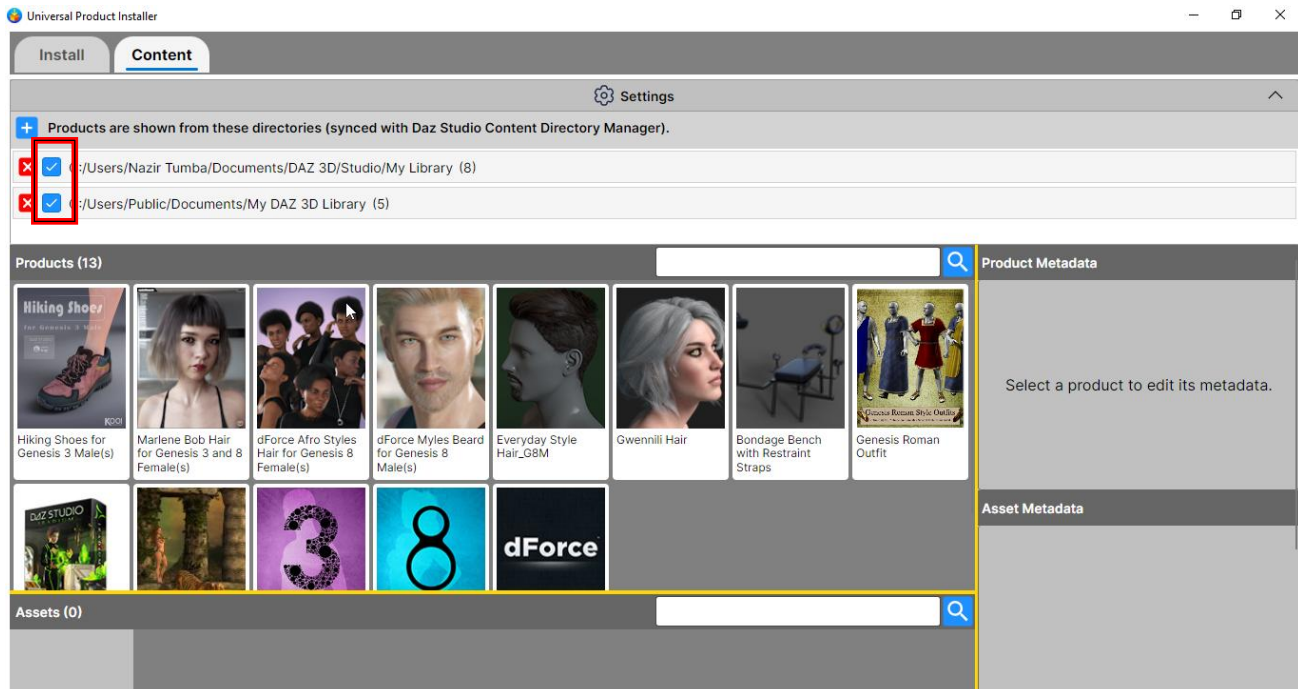 Universal Product Installer
Install
Content
Settings
Products are shown from these directories (synced with Daz Studio Content Directory Manager).
:/Users/Nazir Tumba/Documents/DAZ 3D/Studio/My Library (8)
:/Users/Public/Documents/My DAZ 3D Library (5)
Products (13)
Product Metadata
Hiking Shoes
for Genesis 3 Male
Hiking Shoes for
Genesis 3 Male(s)
Marlene Bob Hair
for Genesis 3 and 8
Female(s)
dForce Afro Styles
Hair for Genesis 8
Female(s)
dForce Myles Beard
for Genesis 8
Male(s)
Everyday Style
Hair_G8M
Gwennili Hair
Bondage Bench
with Restraint
Straps
Genesis Roman Style Outfits
Genesis Roman
Outfit
Select a product to edit its metadata.
DAZ STUDIO
3
8
dForce
Asset Metadata
Assets (0)